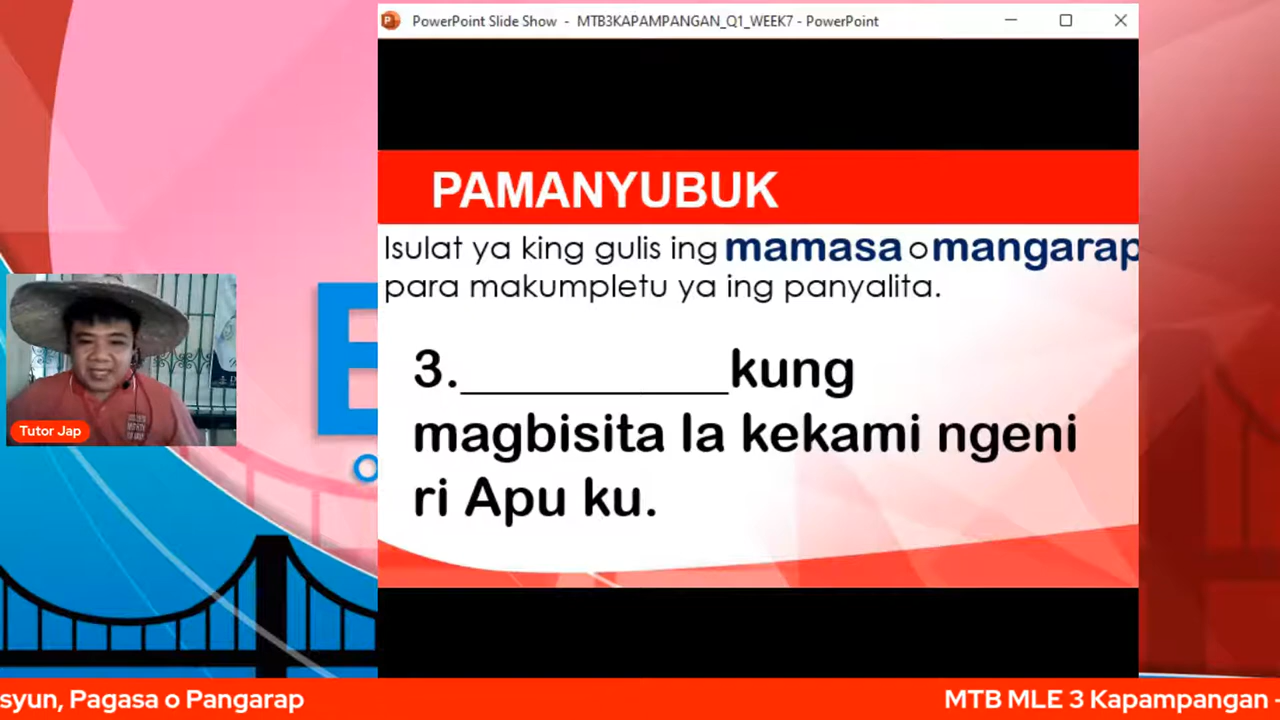 PowerPoint Slide Show - MTB3KAPAMPANGAN_Q1_WEEK7 - PowerPoint
PAMANYUBUK
Isulat ya king gulis ing mamasa o mangarap
para makumpletu ya ing panyalita.
3.____________kung
magbisita la kekami ngeni
ri Apu ku.
Tutor Jap
syun, Pagasa o Pangarap
MTB MLE 3 Kapampangan -